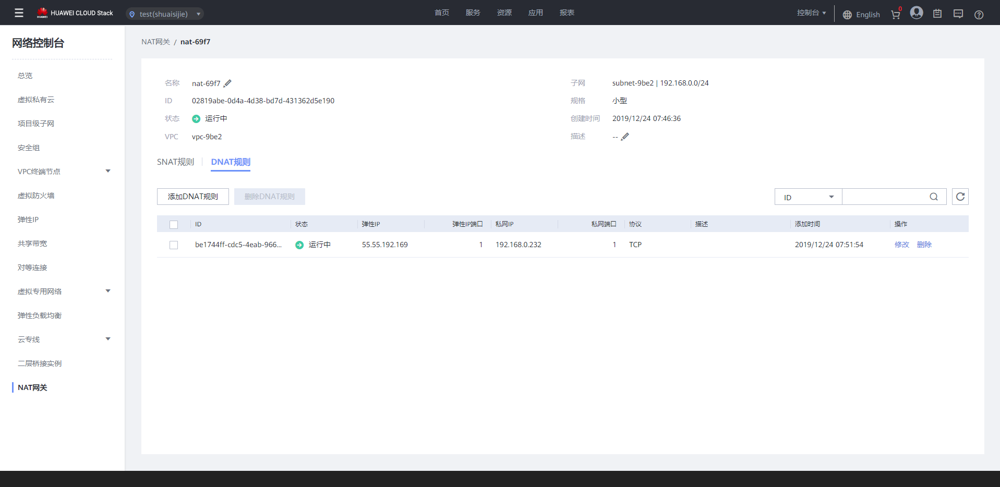 HUAWEI
HUAWEI CLOUD Stack
test(shuaisijie)
首页 服务 资源 应用 报表
控制台
English
0
网络控制台
总览
虚拟私有云
项目级子网
安全组
VPC终端节点
虚拟防火墙
弹性IP
共享带宽
对等连接
虚拟专用网络
弹性负载均衡
云专线
二层桥接实例
NAT网关
NAT网关 / nat-69f7
名称 nat-69f7
ID 02819abe-0d4a-4d38-bd7d-431362d5e190
状态 运行中
VPC vpc-9be2
子网 subnet-9be2 | 192.168.0.0/24
规格 小型
创建时间 2019/12/24 07:46:36
描述 --
SNAT规则 DNAT规则
添加DNAT规则 删除DNAT规则
ID
ID 状态 弹性IP 弹性IP端口 私网IP 私网端口 协议 描述 添加时间 操作
be1744ff-cdc5-4eab-966... 运行中 55.55.192.169 1 192.168.0.232 1 TCP 2019/12/24 07:51:54 修改 删除